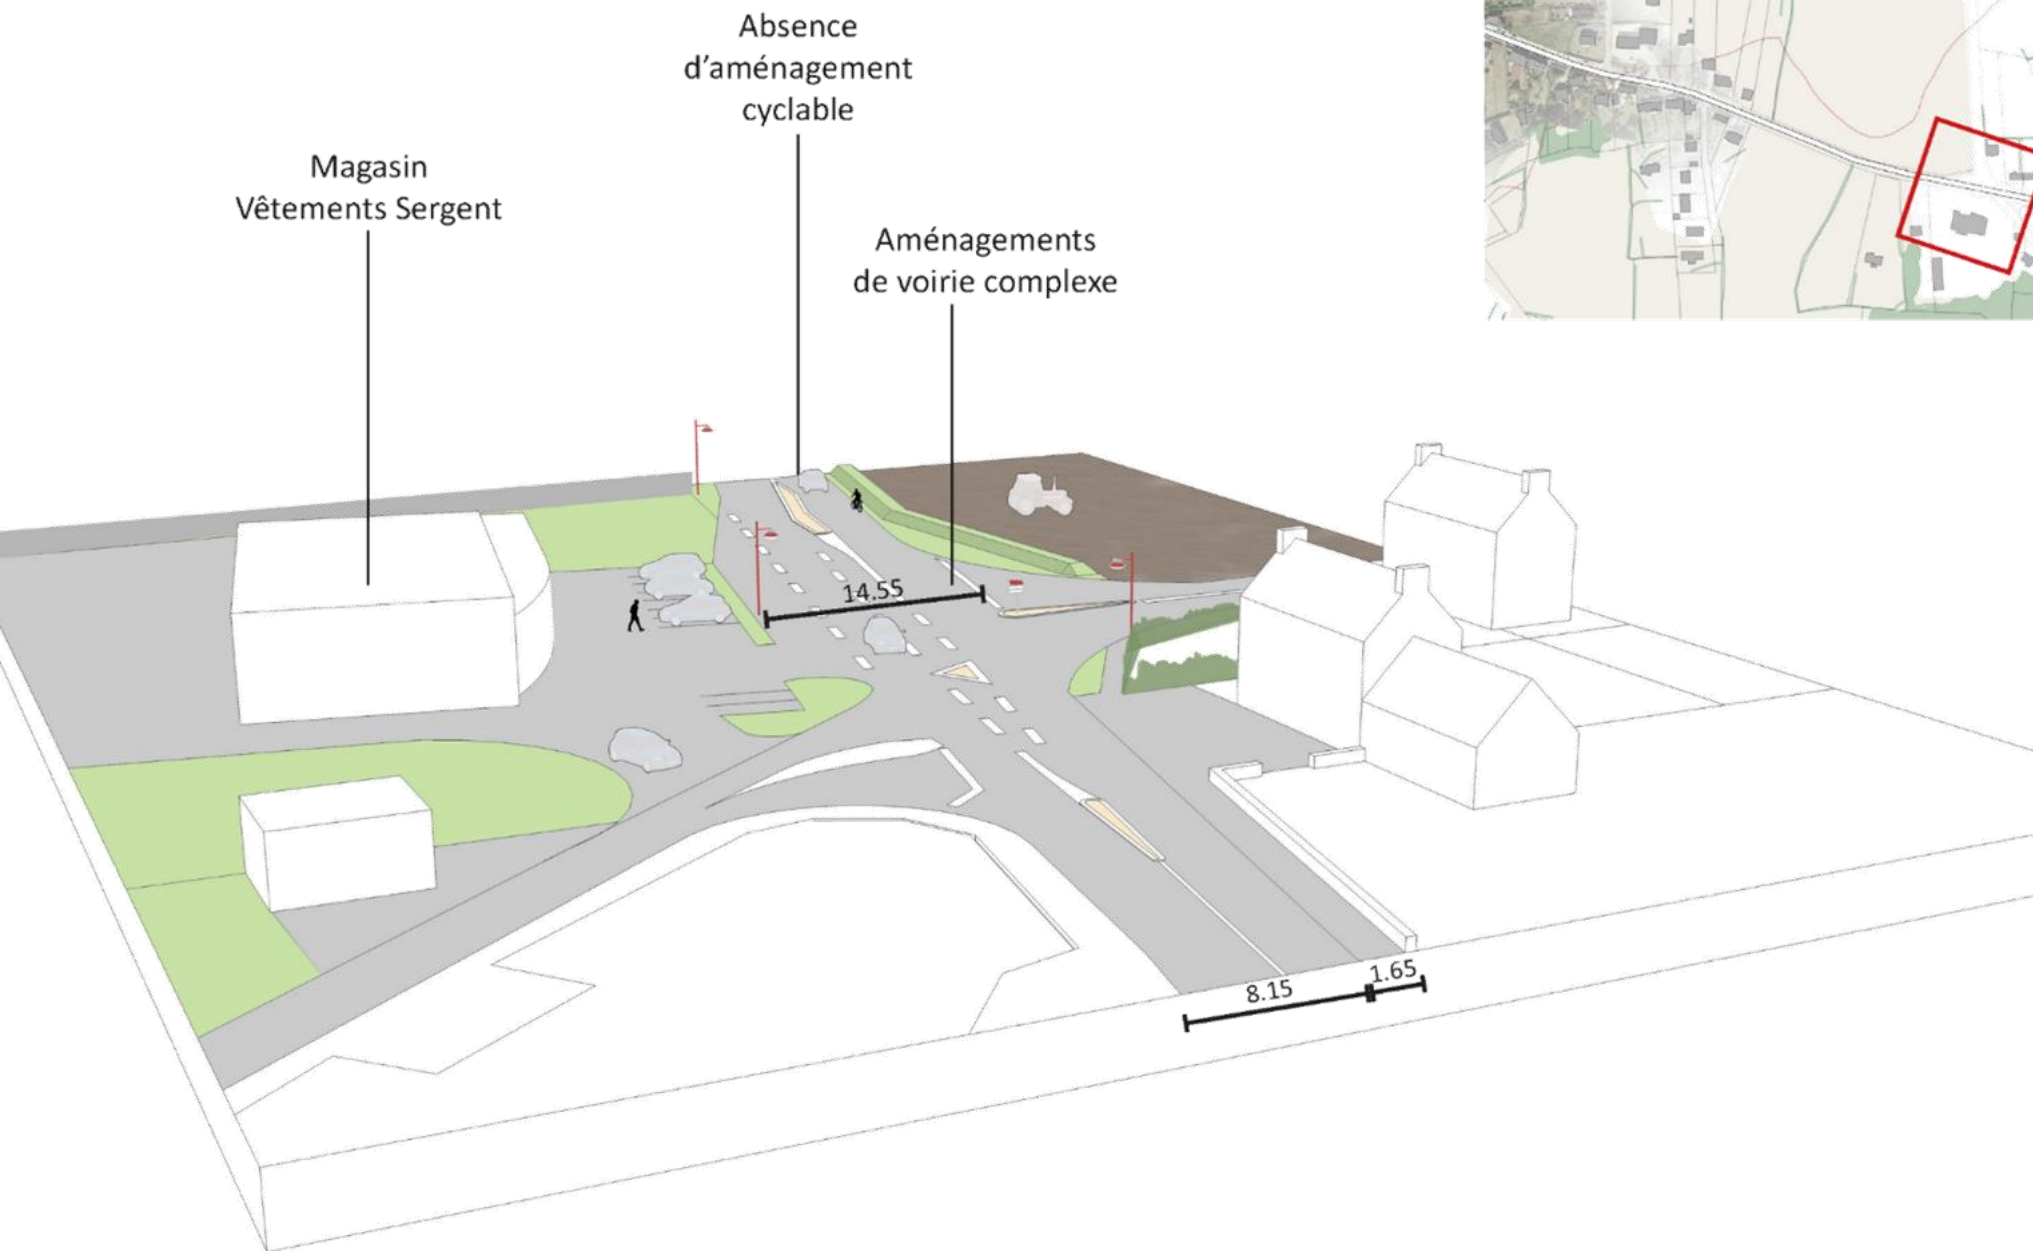 Absence
d'aménagement
cyclable
Magasin
Vêtements Sergent
Aménagements
de voirie complexe
14.55
8.15
1.65